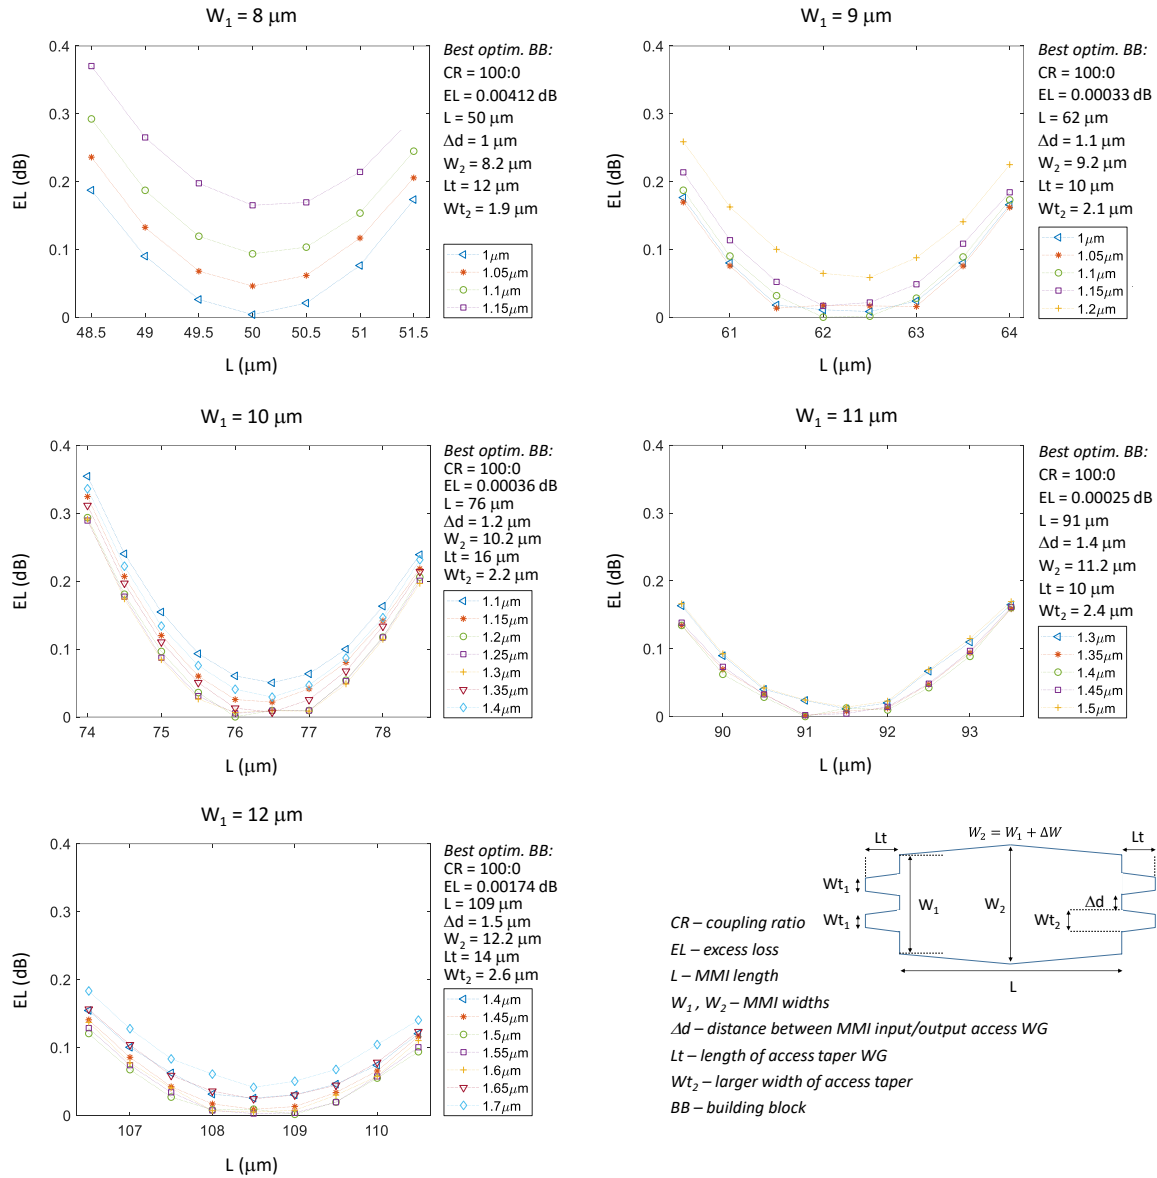 W₁ = 8 μm
EL (dB)
0.4
0.3
0.2
0.1
0
48.5 49 49.5 50 50.5 51 51.5
L (μm)
Best optim. BB:
CR = 100:0
EL = 0.00412 dB
L = 50 μm
Δd = 1 μm
W₂ = 8.2 μm
Lt = 12 μm
Wt₂ = 1.9 μm
1μm
1.05μm
1.1μm
1.15μm
W₁ = 9 μm
EL (dB)
0.4
0.3
0.2
0.1
0
61 62 63 64
L (μm)
Best optim. BB:
CR = 100:0
EL = 0.00033 dB
L = 62 μm
Δd = 1.1 μm
W₂ = 9.2 μm
Lt = 10 μm
Wt₂ = 2.1 μm
1μm
1.05μm
1.1μm
1.15μm
1.2μm
W₁ = 10 μm
EL (dB)
0.4
0.3
0.2
0.1
0
74 75 76 77 78
L (μm)
Best optim. BB:
CR = 100:0
EL = 0.00036 dB
L = 76 μm
Δd = 1.2 μm
W₂ = 10.2 μm
Lt = 16 μm
Wt₂ = 2.2 μm
1.1μm
1.15μm
1.2μm
1.25μm
1.3μm
1.35μm
1.4μm
W₁ = 11 μm
EL (dB)
0.4
0.3
0.2
0.1
0
90 91 92 93
L (μm)
Best optim. BB:
CR = 100:0
EL = 0.00025 dB
L = 91 μm
Δd = 1.4 μm
W₂ = 11.2 μm
Lt = 10 μm
Wt₂ = 2.4 μm
1.3μm
1.35μm
1.4μm
1.45μm
1.5μm
W₁ = 12 μm
EL (dB)
0.4
0.3
0.2
0.1
0
107 108 109 110
L (μm)
Best optim. BB:
CR = 100:0
EL = 0.00174 dB
L = 109 μm
Δd = 1.5 μm
W₂ = 12.2 μm
Lt = 14 μm
Wt₂ = 2.6 μm
1.4μm
1.45μm
1.5μm
1.55μm
1.6μm
1.65μm
1.7μm
Lt
W₂ = W₁ + ΔW
Lt
Wt₁
Wt₁
W₁
W₂
Δd
Wt₂
L
CR – coupling ratio
EL – excess loss
L – MMI length
W₁ , W₂ – MMI widths
Δd – distance between MMI input/output access WG
Lt – length of access taper WG
Wt₂ – larger width of access taper
BB – building block